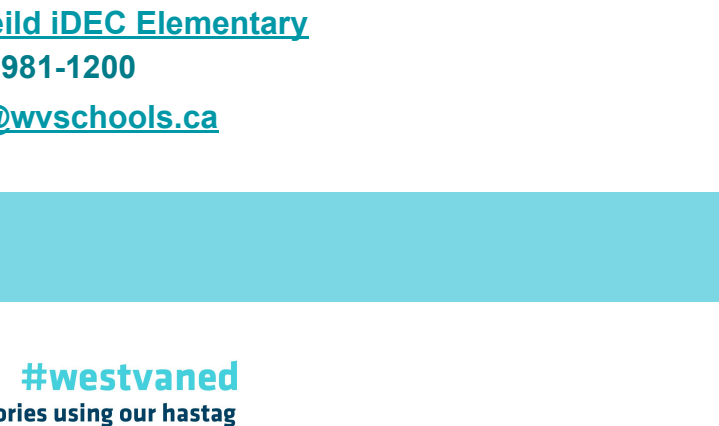 eild iDEC Elementary
981-1200
@wvschools.ca
#westvaned
ories using our hastag